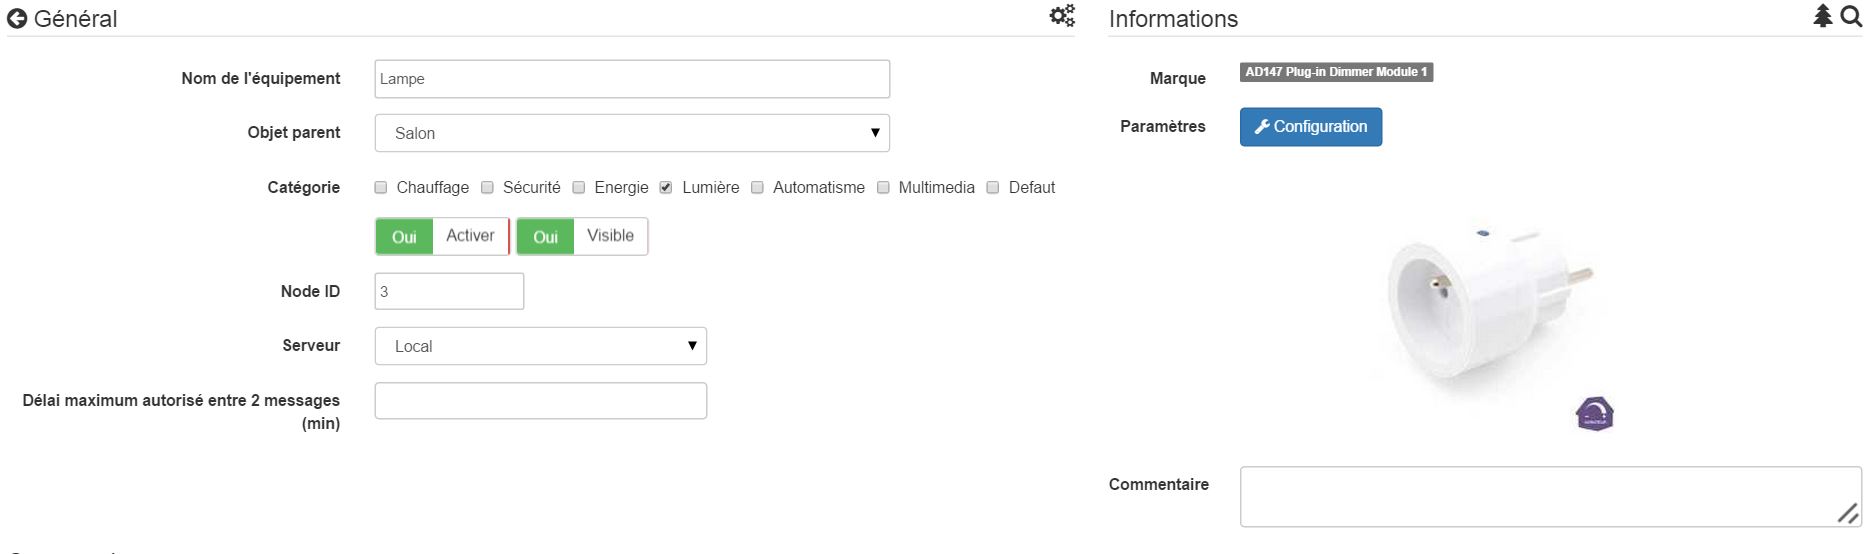 Général
Informations
Nom de l'équipement
Lampe
Marque
AD147 Plug-in Dimmer Module 1
Objet parent
Salon
Paramètres
Configuration
Catégorie
Chauffage Sécurité Energie Lumière Automatisme Multimedia Defaut
Oui Activer Oui Visible
Node ID
3
Serveur
Local
Délai maximum autorisé entre 2 messages
(min)
Commentaire